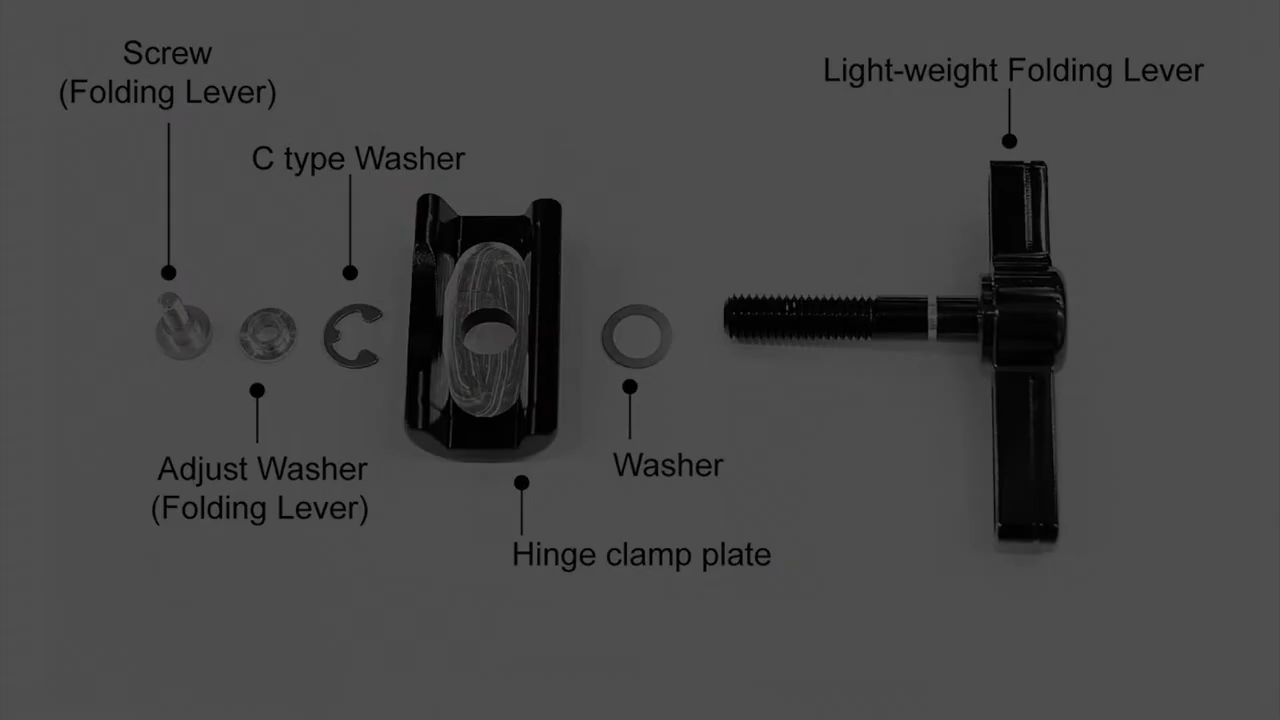 Screw
(Folding Lever)
Light-weight Folding Lever
C type Washer
Adjust Washer
(Folding Lever)
Washer
Hinge clamp plate